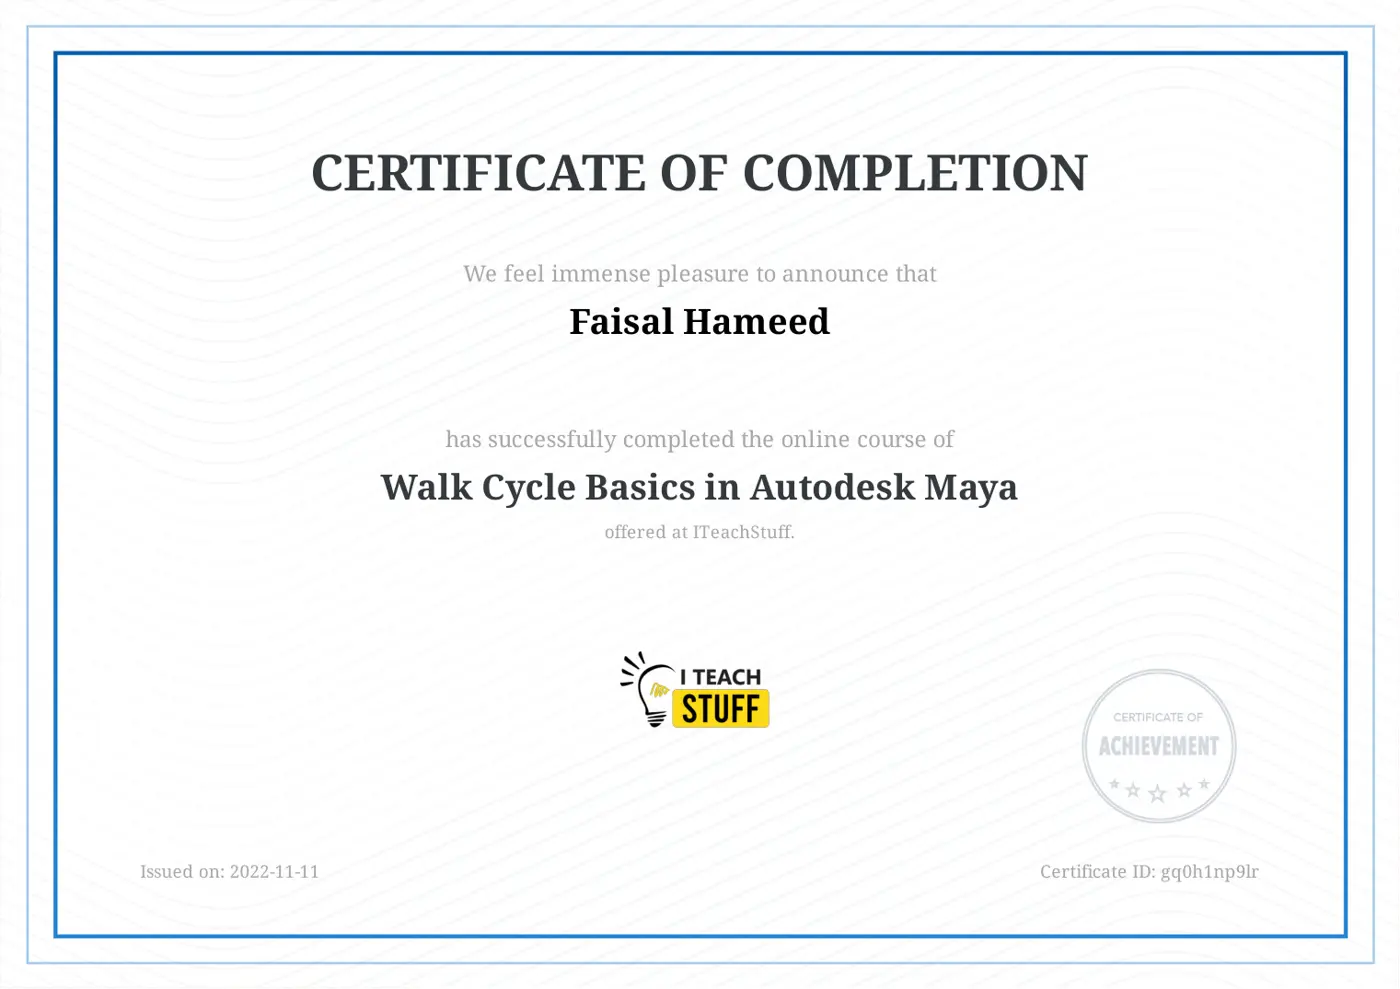 CERTIFICATE OF COMPLETION
We feel immense pleasure to announce that
Faisal Hameed
has successfully completed the online course of
Walk Cycle Basics in Autodesk Maya
offered at ITeachStuff.
I TEACH
STUFF
CERTIFICATE OF
ACHIEVEMENT
Issued on: 2022-11-11
Certificate ID: gq0h1np9lr